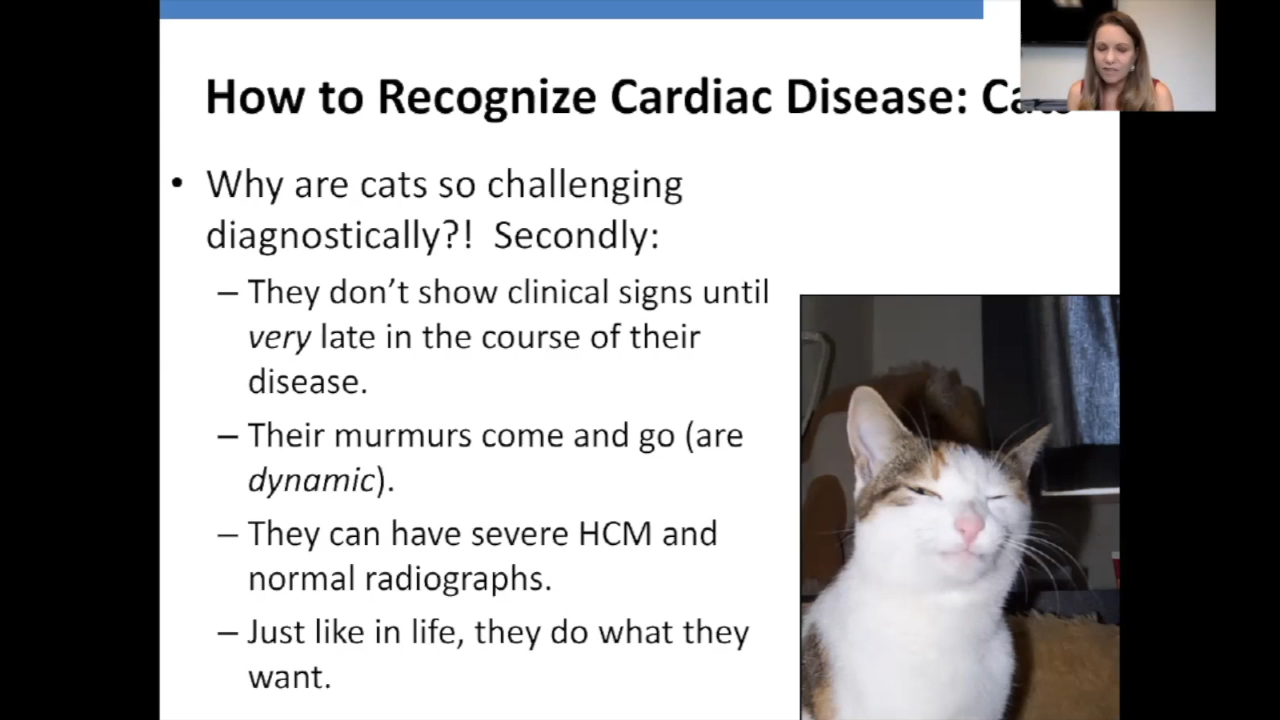 How to Recognize Cardiac Disease: Cats
• Why are cats so challenging
diagnostically?!  Secondly:
– They don’t show clinical signs until
very late in the course of their
disease.
– Their murmurs come and go (are
dynamic).
– They can have severe HCM and
normal radiographs.
– Just like in life, they do what they
want.